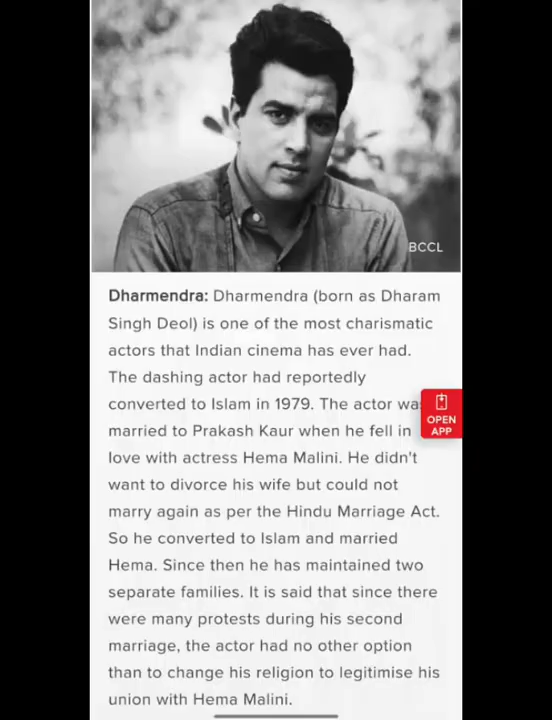 BCCL
Dharmendra: Dharmendra (born as Dharam
Singh Deol) is one of the most charismatic
actors that Indian cinema has ever had.
The dashing actor had reportedly
converted to Islam in 1979. The actor was
married to Prakash Kaur when he fell in
love with actress Hema Malini. He didn't
want to divorce his wife but could not
marry again as per the Hindu Marriage Act.
So he converted to Islam and married
Hema. Since then he has maintained two
separate families. It is said that since there
were many protests during his second
marriage, the actor had no other option
than to change his religion to legitimise his
union with Hema Malini.
OPEN
APP